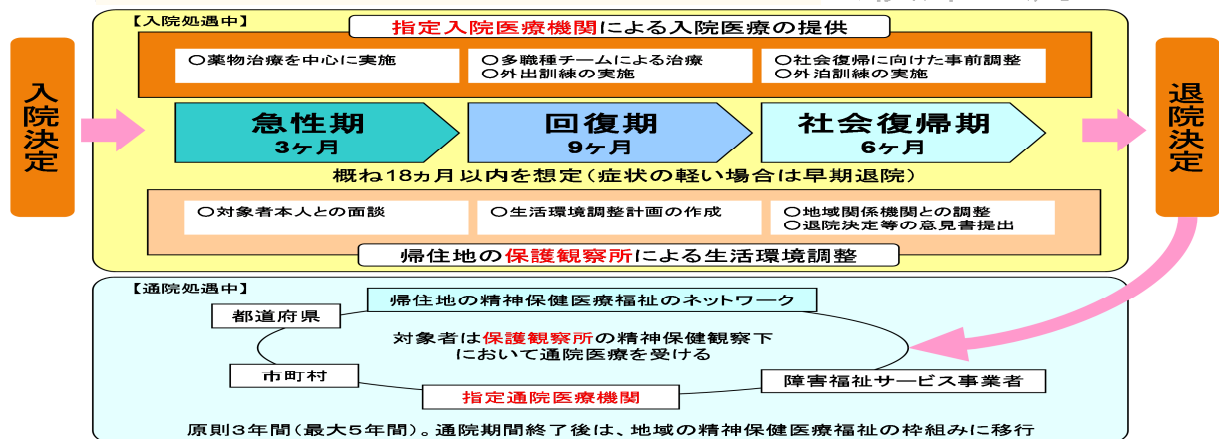 【入院処遇中】
指定入院医療機関による入院医療の提供
○薬物治療を中心に実施
○多職種チームによる治療
○外出訓練の実施
○社会復帰に向けた事前調整
○外泊訓練の実施
入院決定
急性期
3ヶ月
回復期
9ヶ月
社会復帰期
6ヶ月
退院決定
概ね18ヵ月以内を想定(症状の軽い場合は早期退院)
○対象者本人との面談
○生活環境調整計画の作成
○地域関係機関との調整
○退院決定等の意見書提出
帰住地の保護観察所による生活環境調整
【通院処遇中】
帰住地の精神保健医療福祉のネットワーク
都道府県
対象者は保護観察所の精神保健観察下
において通院医療を受ける
市町村
障害福祉サービス事業者
指定通院医療機関
原則3年間(最大5年間)。通院期間終了後は、地域の精神保健医療福祉の枠組みに移行